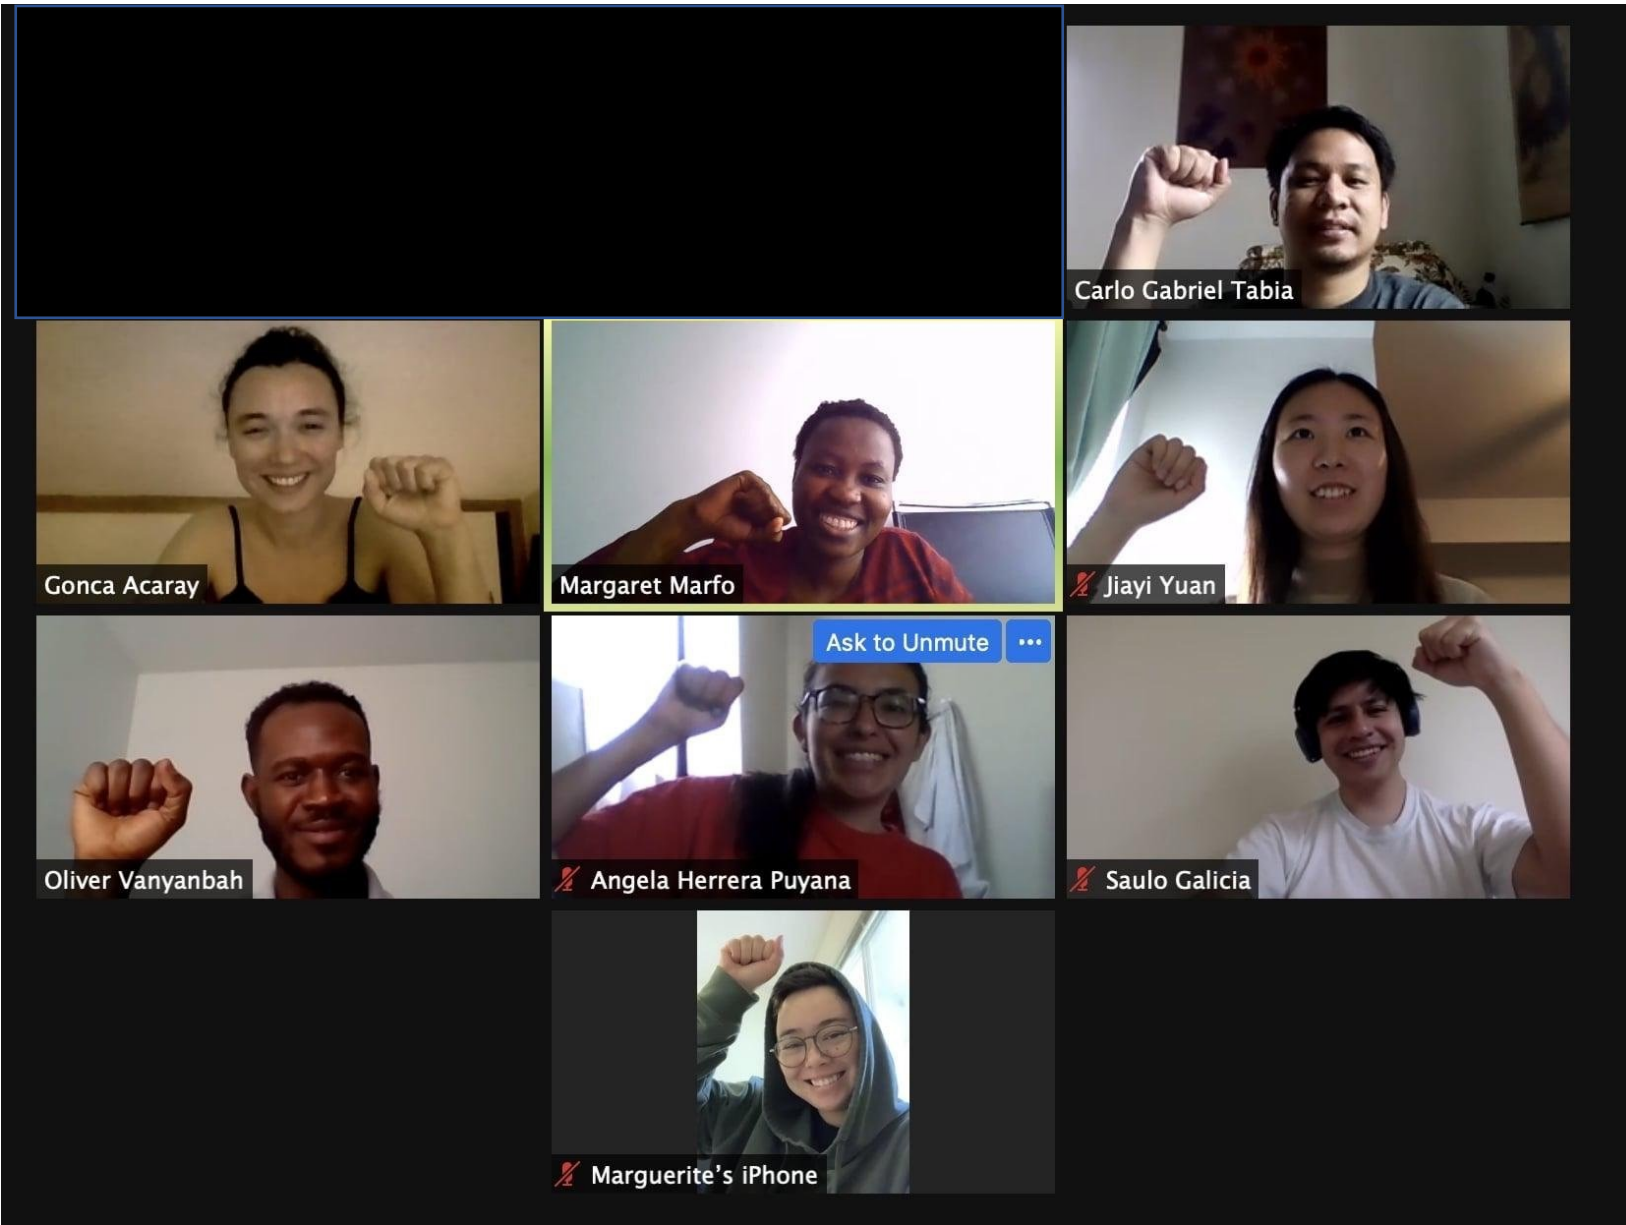 Carlo Gabriel Tabia
Gonca Acaray
Margaret Marfo
Jiayi Yuan
Oliver Vanyanbah
Ask to Unmute
Angela Herrera Puyana
Saulo Galicia
Marguerite’s iPhone